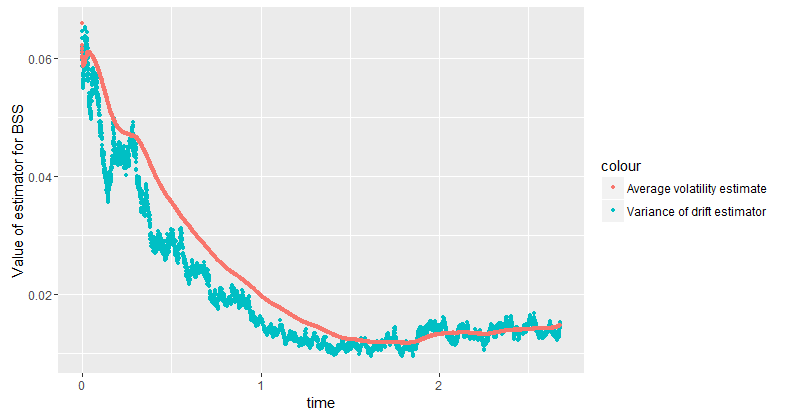 Value of estimator for BSS
0.06
0.04
0.02
0
1
2
time
colour
Average volatility estimate
Variance of drift estimator